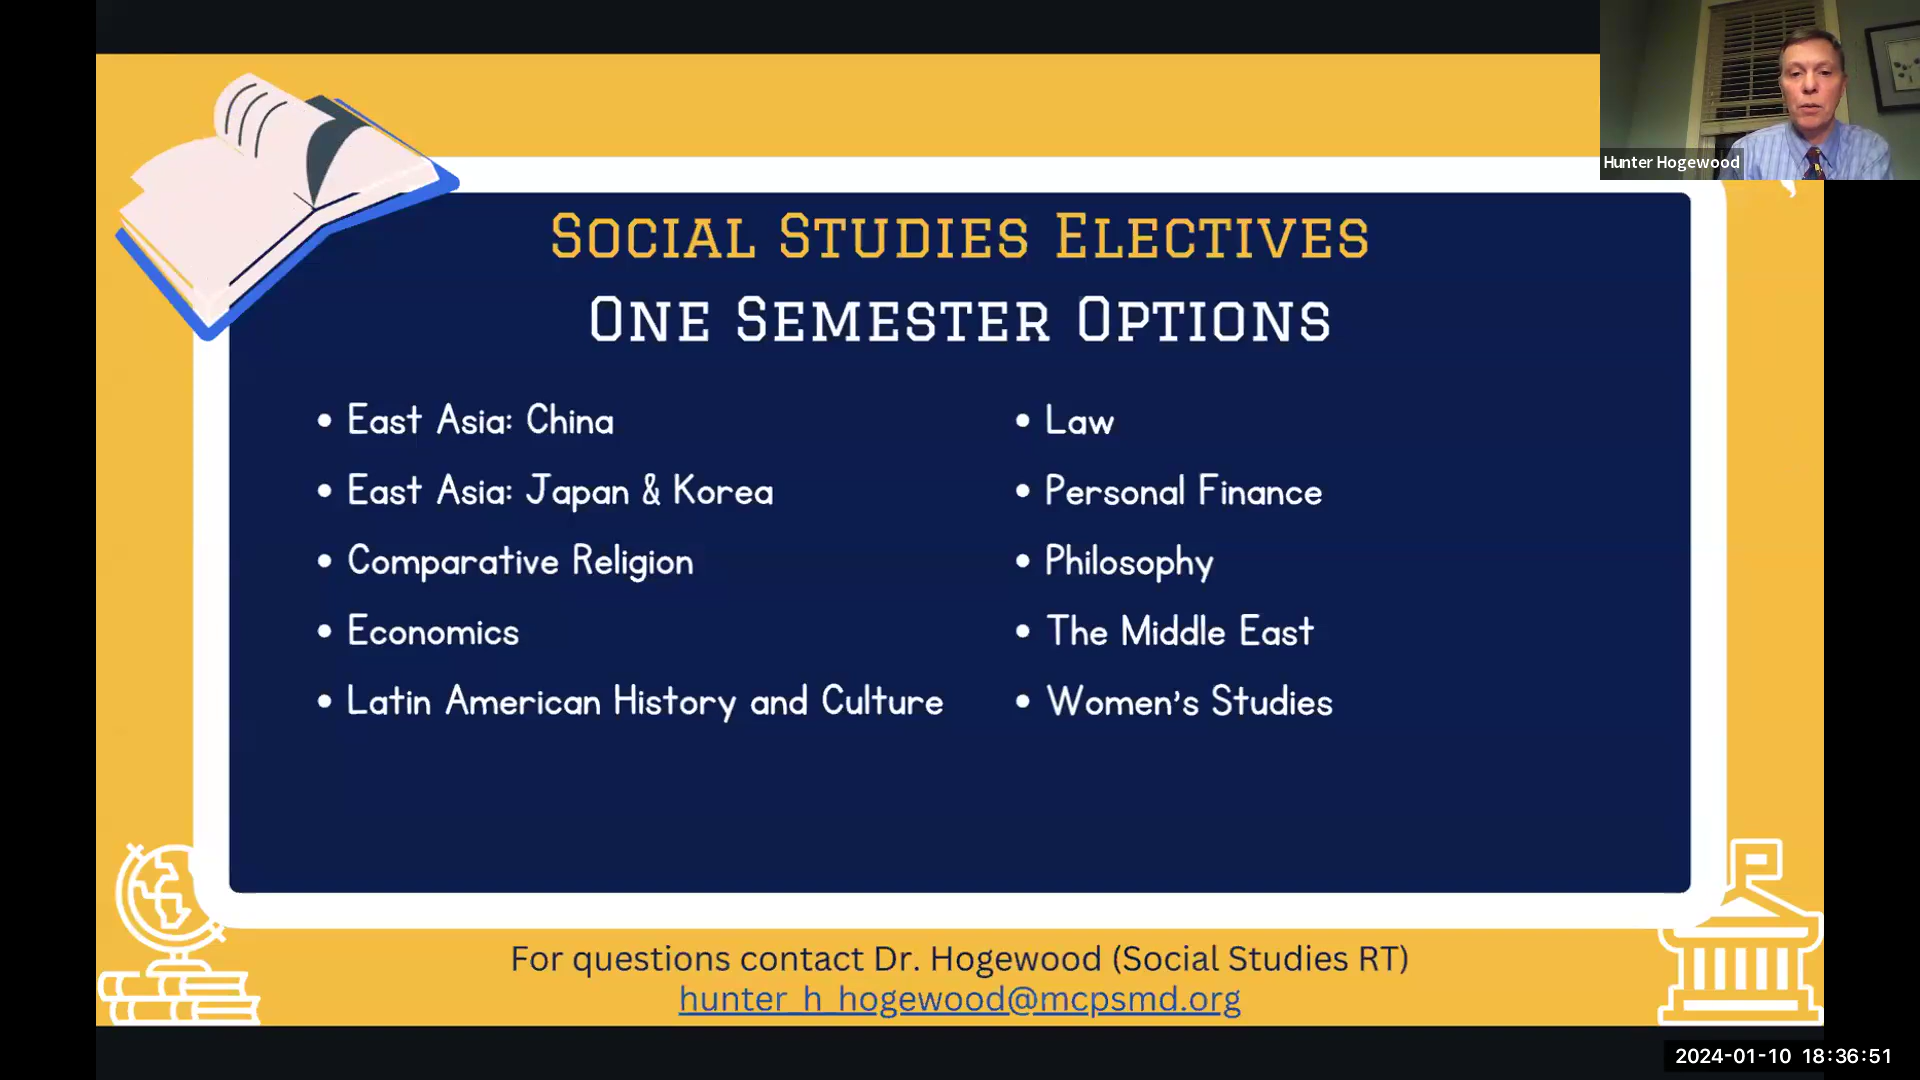 Hunter Hogewood
Social Studies Electives
One Semester Options
• East Asia: China
• East Asia: Japan & Korea
• Comparative Religion
• Economics
• Latin American History and Culture
• Law
• Personal Finance
• Philosophy
• The Middle East
• Women's Studies
For questions contact Dr. Hogewood (Social Studies RT)
hunter_h_hogewood@mcpsmd.org
2024-01-10 18:36:51